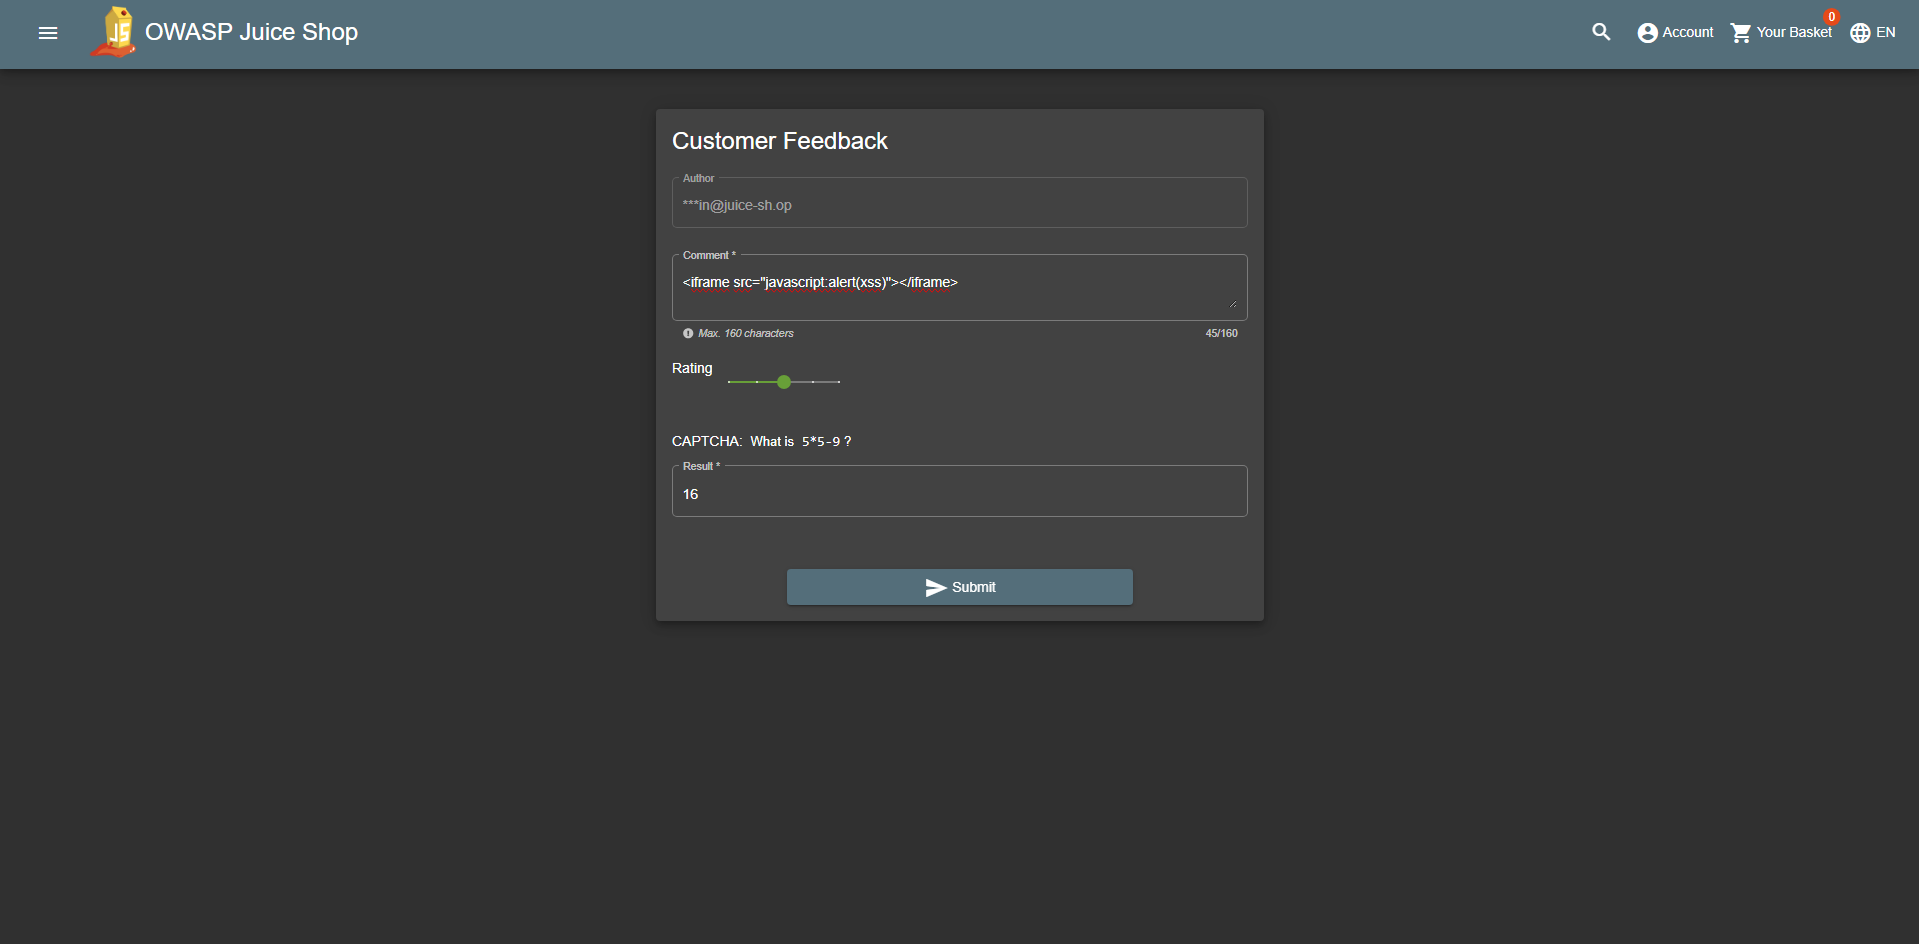 JS
OWASP Juice Shop
Account
0
Your Basket
EN
Customer Feedback
Author
***in@juice-sh.op
Comment *
<iframe src="javascript:alert(xss)"></iframe>
Max. 160 characters
45/160
Rating
CAPTCHA: What is 5*5-9 ?
Result *
16
Submit